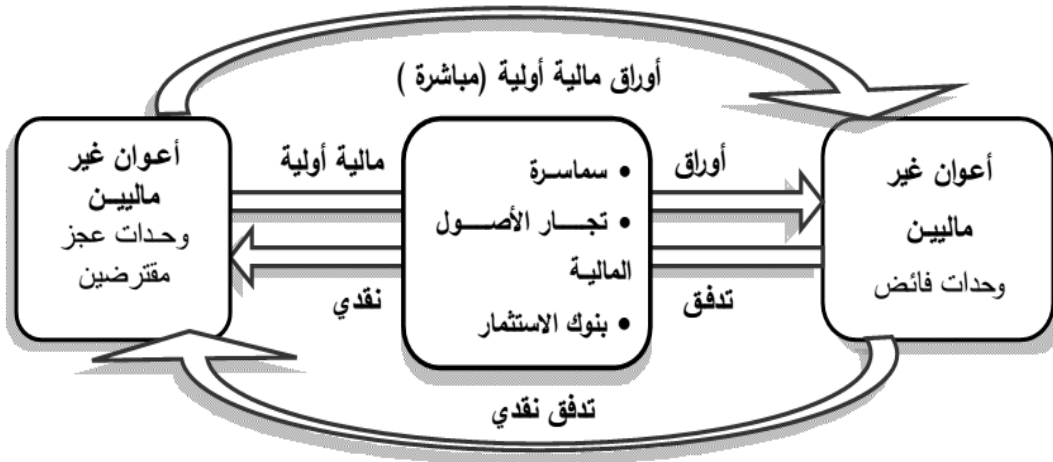 أوراق مالية أولية (مباشرة )
أعوان غير
ماليين
وحدات فائض
أوراق
تدفق
• سماسرة
• تجار الأصول
المالية
• بنوك الاستثمار
مالية أولية
نقدي
أعوان غير
ماليين
وحدات عجز
مقترضين
تدفق نقدي